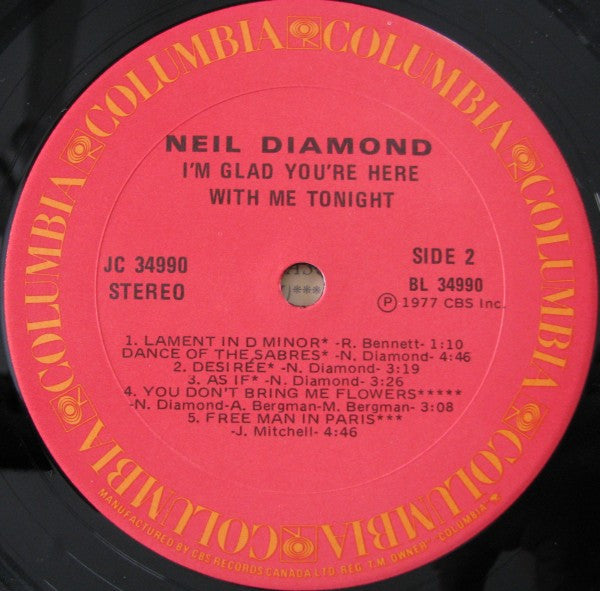 COLUMBIA COLUMBIA COLUMBIA COLUMBIA COLUMBIA COLUMBIA
NEIL DIAMOND
I'M GLAD YOU'RE HERE
WITH ME TONIGHT
JC 34990
STEREO
SIDE 2
BL 34990
Ⓟ 1977 CBS Inc.
1. LAMENT IN D MINOR* -R. Bennett- 1:10
DANCE OF THE SABRES* -N. Diamond- 4:46
2. DESIRÉE* -N. Diamond- 3:19
3. AS IF* -N. Diamond- 3:26
4. YOU DON'T BRING ME FLOWERS*****
-N. Diamond-A. Bergman-M. Bergman- 3:08
5. FREE MAN IN PARIS***
-J. Mitchell- 4:46
MANUFACTURED BY CBS RECORDS CANADA LTD. REG. T.M. OWNER "COLUMBIA"